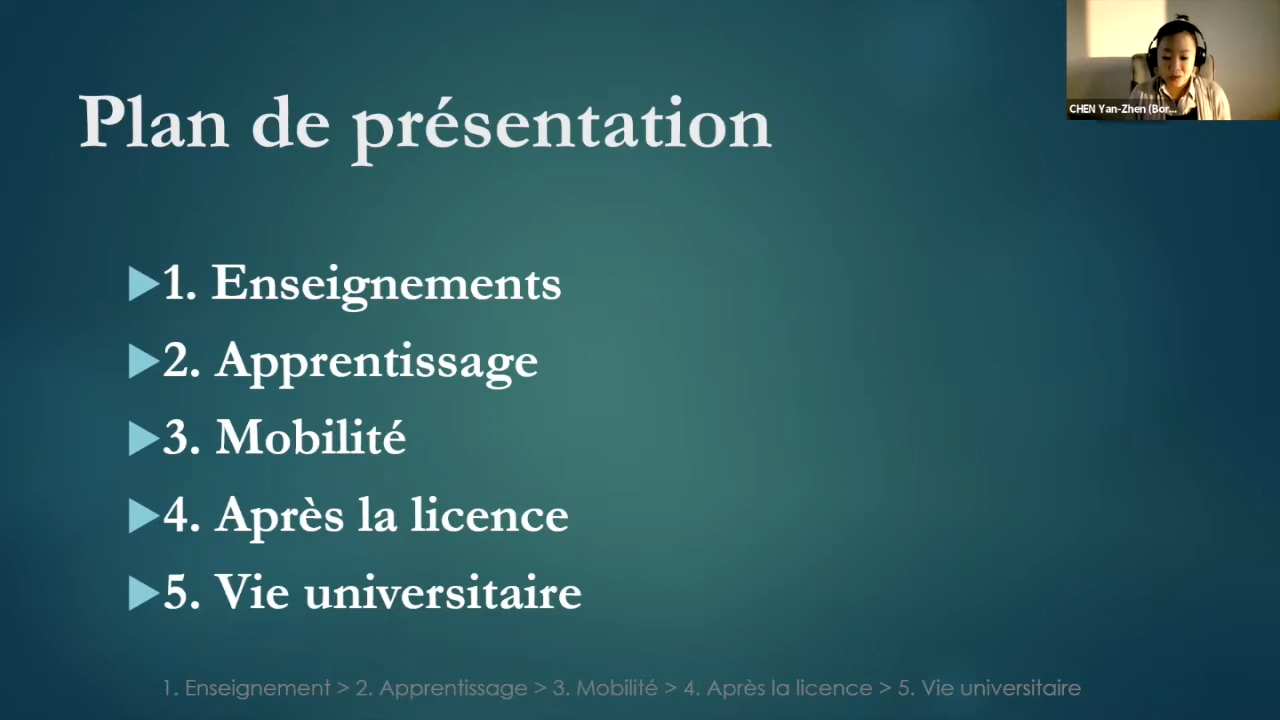 Plan de présentation
CHEN Yan-Zhen (Bor...
1. Enseignements
2. Apprentissage
3. Mobilité
4. Après la licence
5. Vie universitaire
1. Enseignement > 2. Apprentissage > 3. Mobilité > 4. Après la licence > 5. Vie universitaire